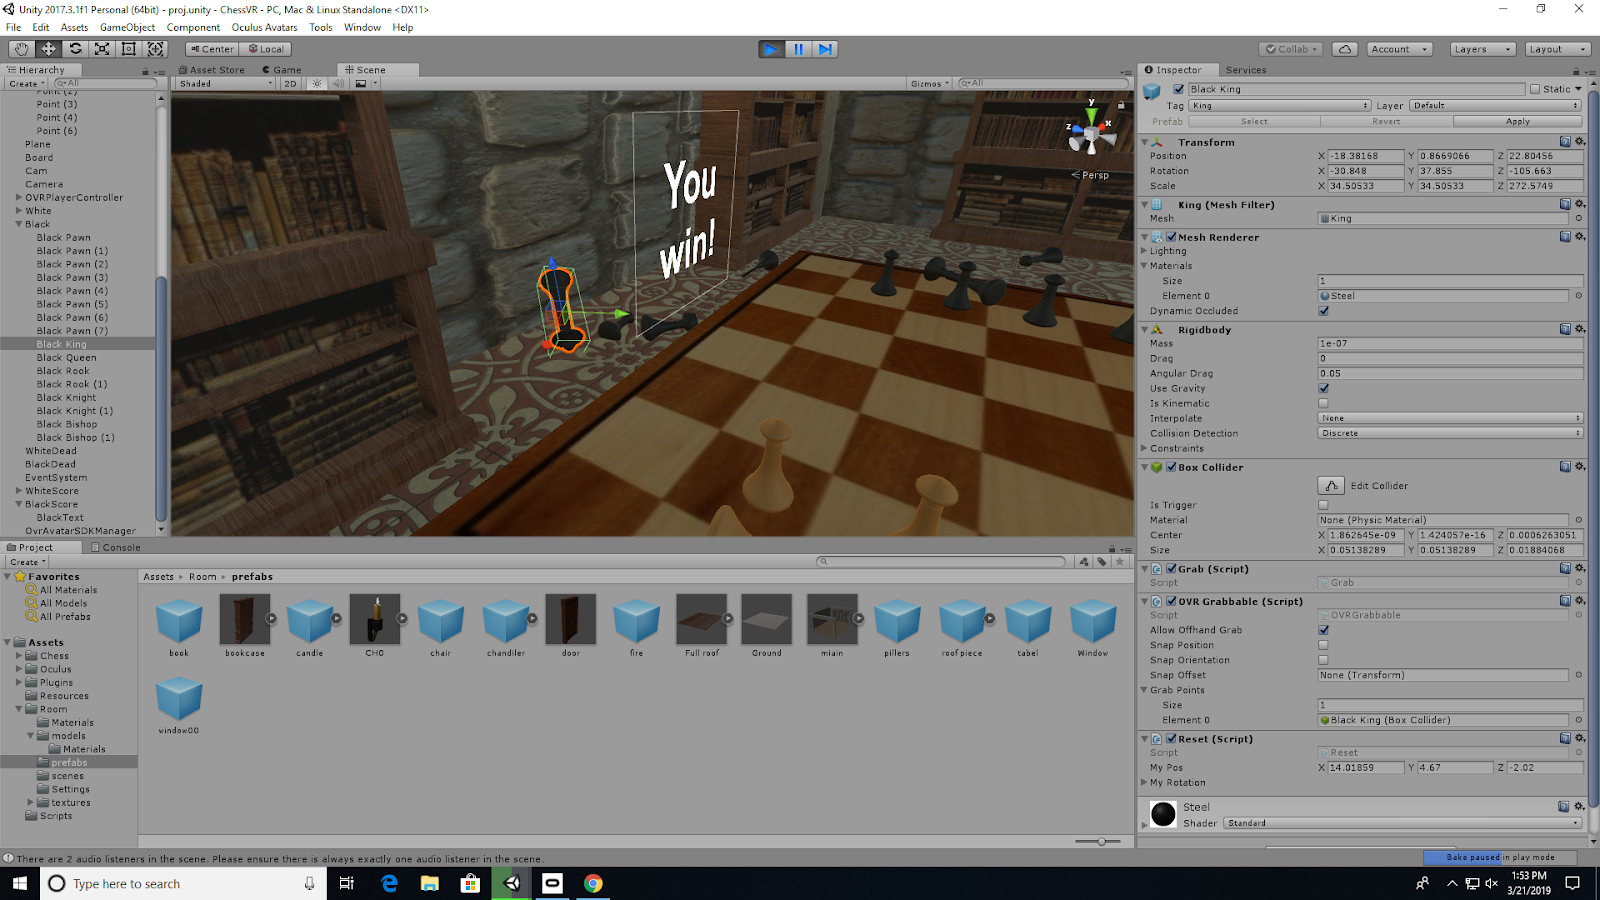 Unity 2017.3.1f1 Personal (64bit) - proj.unity - ChessVR - PC, Mac & Linux Standalone <DX11>
File Edit Assets GameObject Component Oculus Avatars Tools Window Help
Center Local Collab Account Layers Layout
Hierarchy
Create All
Point (2)
Point (3)
Point (4)
Point (6)
Plane
Board
Cam
Camera
OVRPlayerController
White
Black
Black Pawn
Black Pawn (1)
Black Pawn (2)
Black Pawn (3)
Black Pawn (4)
Black Pawn (5)
Black Pawn (6)
Black Pawn (7)
Black King
Black Queen
Black Rook
Black Rook (1)
Black Knight
Black Knight (1)
Black Bishop
Black Bishop (1)
WhiteDead
BlackDead
EventSystem
WhiteScore
BlackScore
BlackText
OvrAvatarSDKManager
Asset Store Game Scene
Shaded 2D Gizmos All
You
win!
y
z x
Persp
Inspector Services
Black King Static
Tag King Layer Default
Prefab Select Revert Apply
Transform
Position X -18.38168 Y 0.8669066 Z 22.80456
Rotation X -30.848 Y 37.855 Z -105.663
Scale X 34.50533 Y 34.50533 Z 272.5749
King (Mesh Filter)
Mesh King
Mesh Renderer
Lighting
Materials
Size 1
Element 0 Steel
Dynamic Occluded
Rigidbody
Mass 1e-07
Drag 0
Angular Drag 0.05
Use Gravity
Is Kinematic
Interpolate None
Collision Detection Discrete
Constraints
Box Collider
Edit Collider
Is Trigger
Material None (Physic Material)
Center X 1.862645e-09 Y 1.424057e-16 Z 0.0006263051
Size X 0.05138289 Y 0.05138289 Z 0.01884068
Grab (Script)
Script Grab
OVR Grabbable (Script)
Script OVRGrabbable
Allow Offhand Grab
Snap Position
Snap Orientation
Snap Offset None (Transform)
Grab Points
Size 1
Element 0 Black King (Box Collider)
Reset (Script)
Script Reset
My Pos X 14.01859 Y 4.67 Z -2.02
My Rotation
Steel
Shader Standard
Project Console
Create
Favorites
All Materials
All Models
All Prefabs
Assets
Chess
Oculus
Plugins
Resources
Room
Materials
models
Materials
prefabs
scenes
Settings
textures
Scripts
Assets Room prefabs
book bookcase candle CH0 chair chandiler door fire Full roof Ground miain pillers roof piece tabel Window
window00
There are 2 audio listeners in the scene. Please ensure there is always exactly one audio listener in the scene.
Bake paused in play mode
Type here to search
1:53 PM
3/21/2019